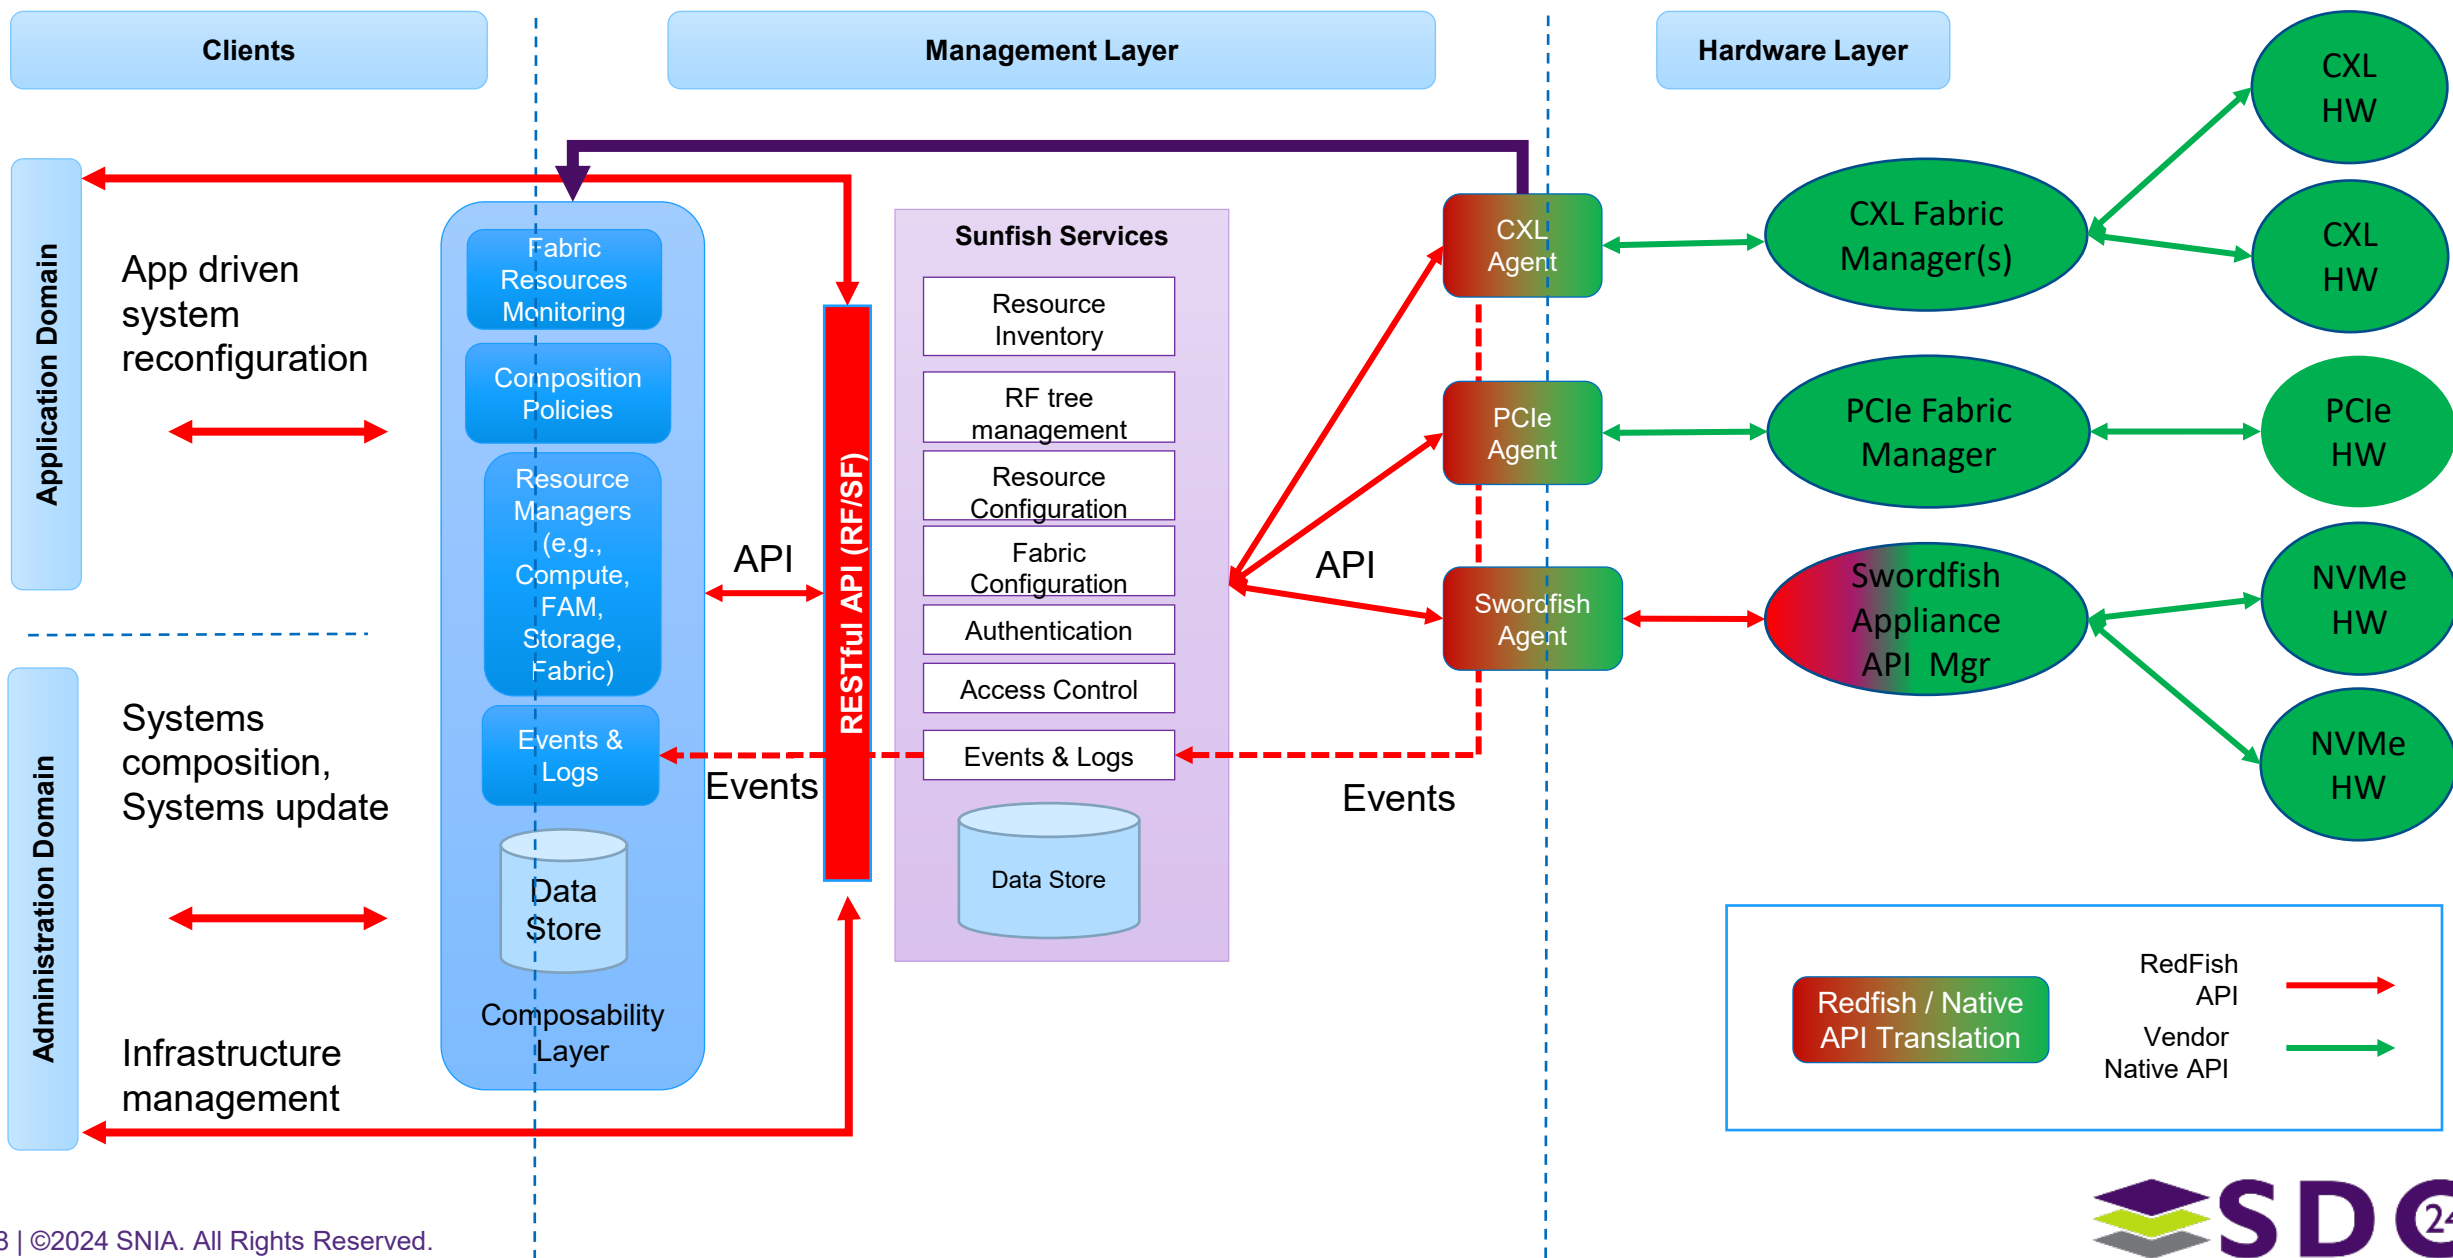 Clients
Management Layer
Hardware Layer
Application Domain
App driven
system
reconfiguration
Administration Domain
Systems
composition,
Systems update
Infrastructure
management
Fabric
Resources
Monitoring
Composition
Policies
Resource
Managers
(e.g.,
Compute,
FAM,
Storage,
Fabric)
Events &
Logs
Data
Store
Composability
Layer
API
Events
RESTful API (RF/SF)
Sunfish Services
Resource
Inventory
RF tree
management
Resource
Configuration
Fabric
Configuration
Authentication
Access Control
Events & Logs
Data Store
API
Events
CXL
Agent
PCIe
Agent
Swordfish
Agent
CXL Fabric
Manager(s)
PCIe Fabric
Manager
Swordfish
Appliance
API Mgr
CXL
HW
CXL
HW
PCIe
HW
NVMe
HW
NVMe
HW
Redfish / Native
API Translation
RedFish
API
Vendor
Native API
8 | ©2024 SNIA. All Rights Reserved.
SDC
24